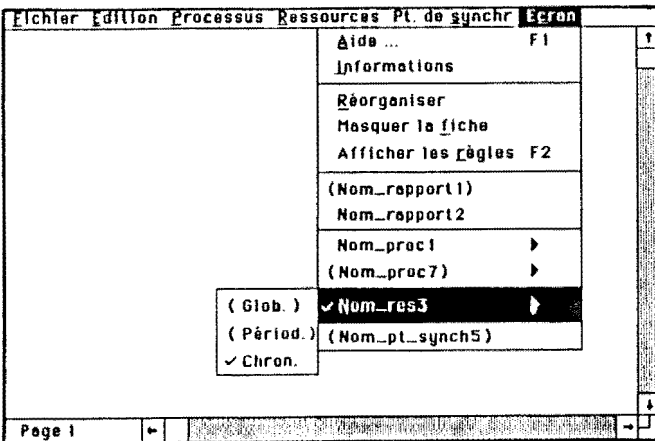 Fichier Edition Processus Ressources Pt. de synchr Ecran
Aide ... F1
Informations
Réorganiser
Masquer la fiche
Afficher les règles F2
(Nom_rapport1)
Nom_rapport2
Nom_proc1
(Nom_proc7)
✓ Nom_res3
(Nom_pt_synch5)
( Glob. )
( Périod.)
✓ Chron.
Page 1